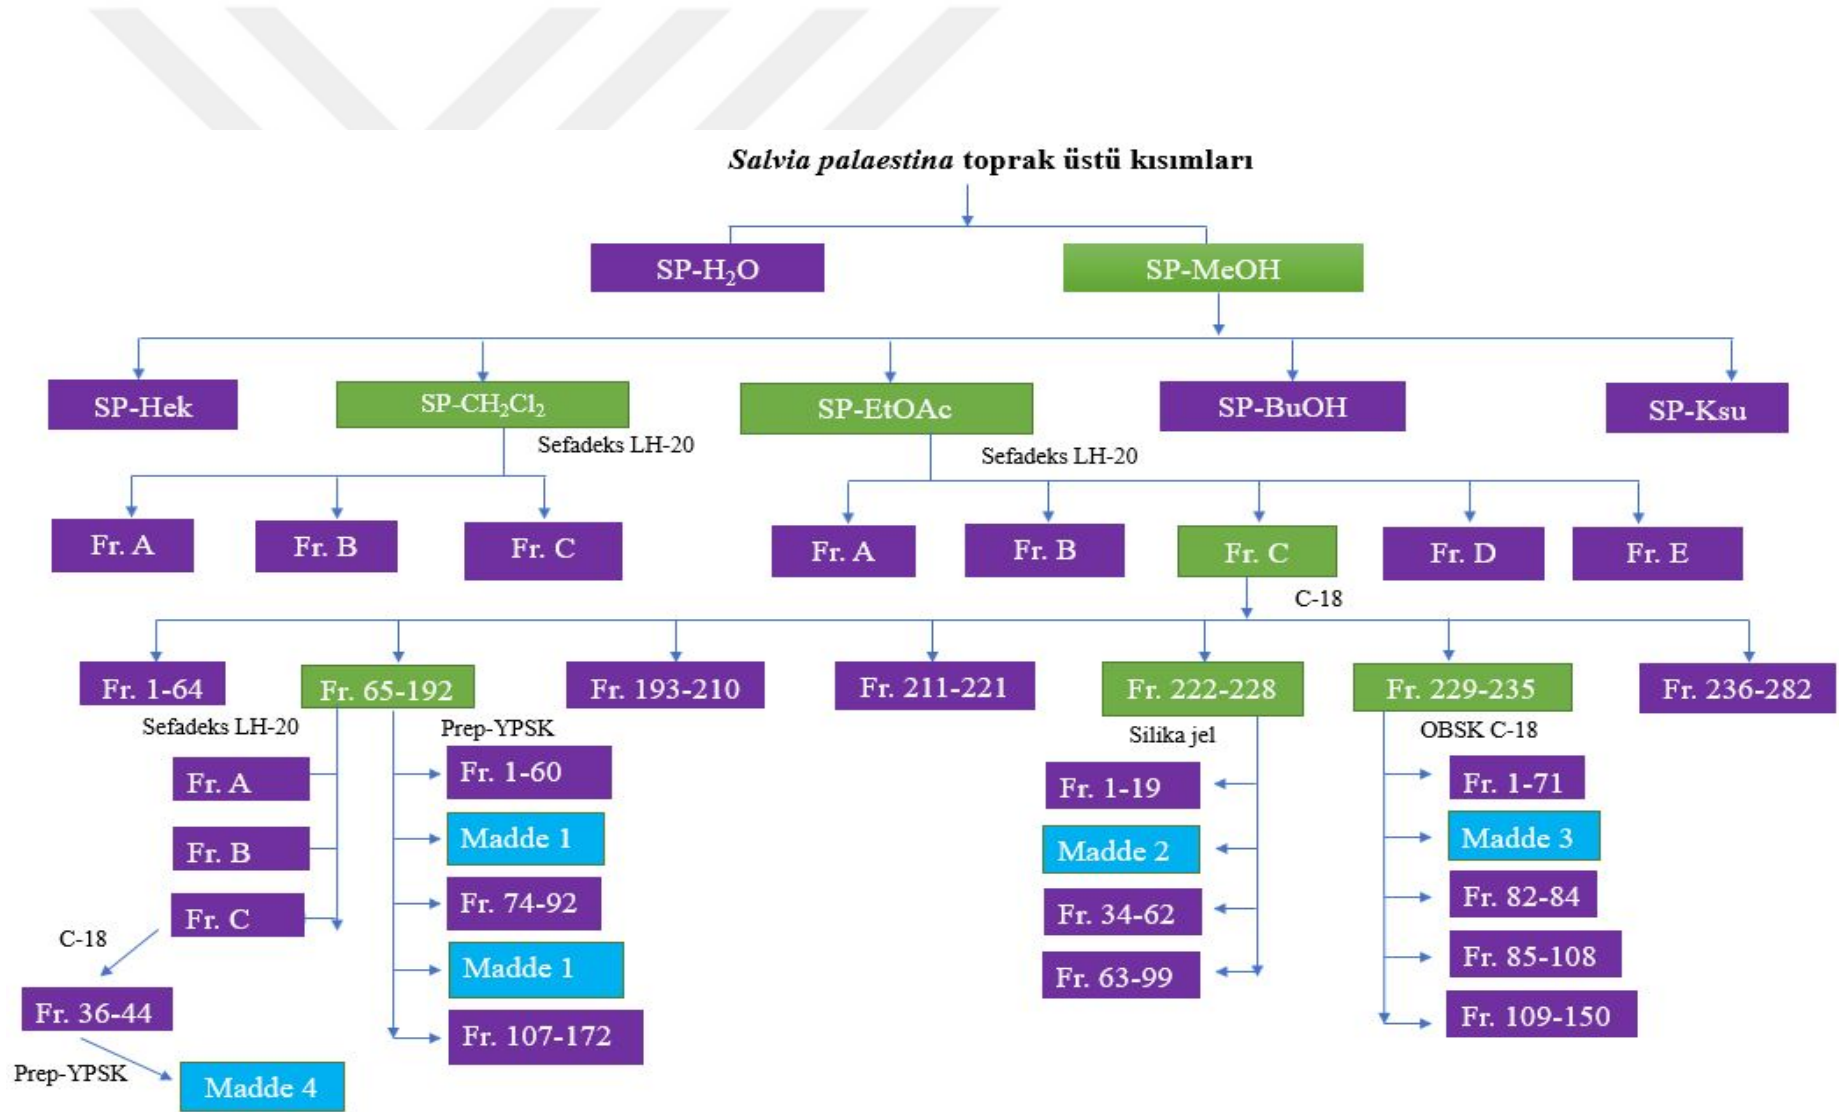 Salvia palaestina toprak üstü kısımları
SP-H₂O
SP-MeOH
SP-Hek
SP-CH₂Cl₂
SP-EtOAc
SP-BuOH
SP-Ksu
Sefadeks LH-20
Sefadeks LH-20
Fr. A
Fr. B
Fr. C
Fr. A
Fr. B
Fr. C
Fr. D
Fr. E
C-18
Fr. 1-64
Fr. 65-192
Fr. 193-210
Fr. 211-221
Fr. 222-228
Fr. 229-235
Fr. 236-282
Sefadeks LH-20
Fr. A
Fr. B
Fr. C
C-18
Fr. 36-44
Prep-YPSK
Madde 4
Prep-YPSK
Fr. 1-60
Madde 1
Fr. 74-92
Madde 1
Fr. 107-172
Silika jel
Fr. 1-19
Madde 2
Fr. 34-62
Fr. 63-99
OBSK C-18
Fr. 1-71
Madde 3
Fr. 82-84
Fr. 85-108
Fr. 109-150